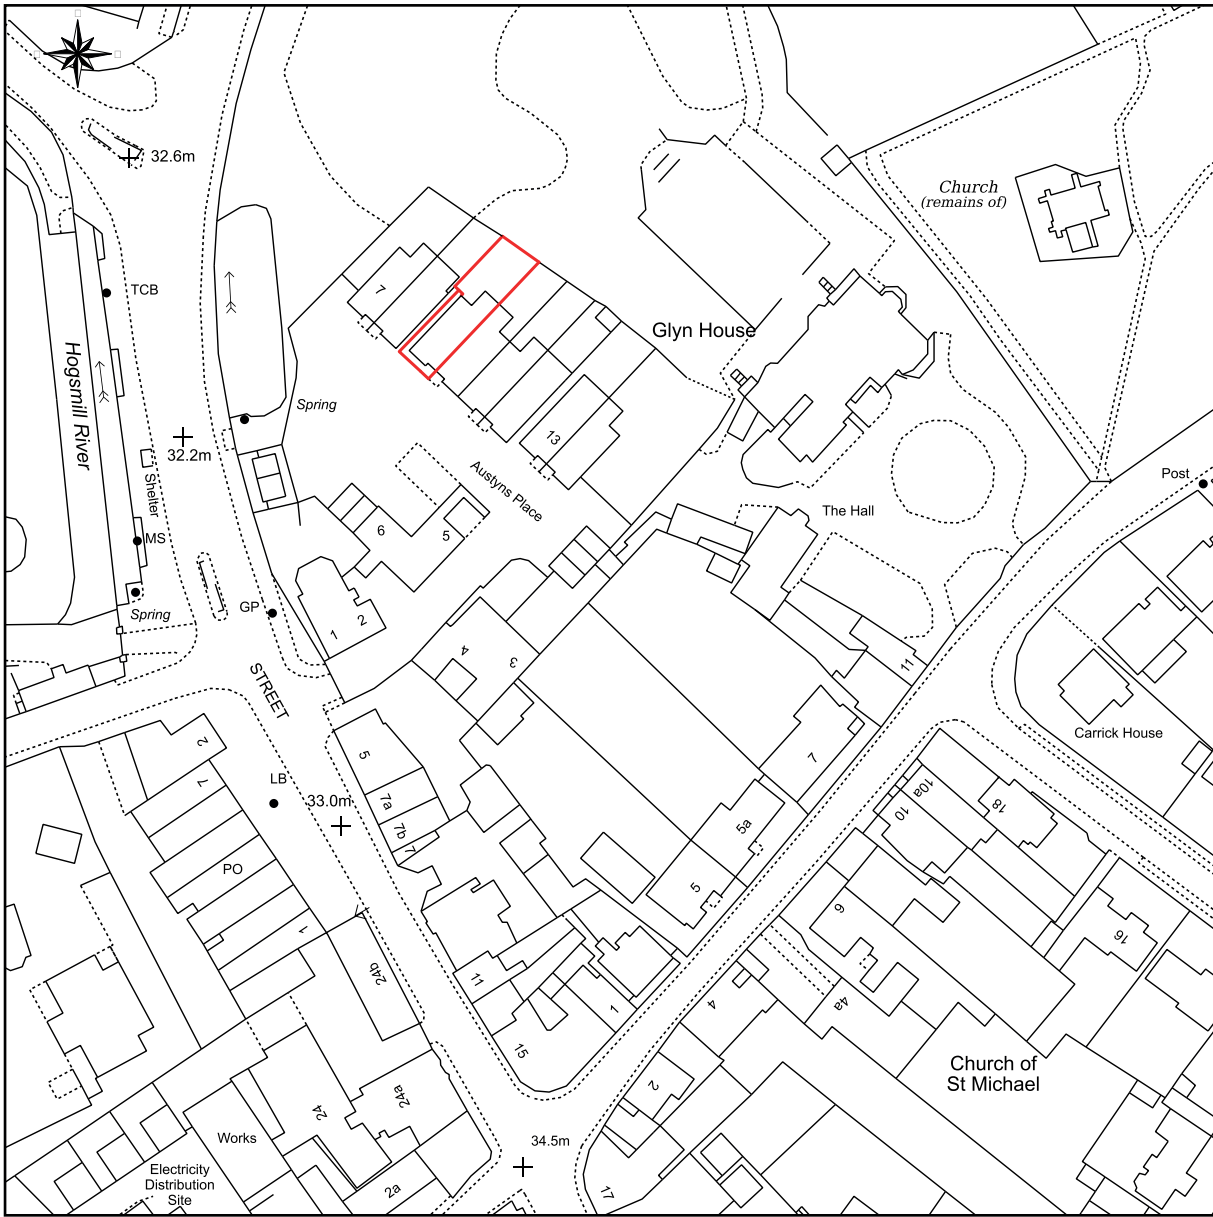 32.6m
Church
(remains of)
TCB
7
Glyn House
Hogsmill River
Spring
32.2m
13
Austyns Place
Shelter
Post
The Hall
6
5
MS
GP
Spring
1
2
4
3
11
STREET
Carrick House
2
5
7
7
LB
7a
33.0m
10a
18
10
7b
7
5a
PO
5
6
16
1
24b
11
4
4a
1
15
Church of
St Michael
2
24a
24
Works
34.5m
Electricity
Distribution
Site
2a
17